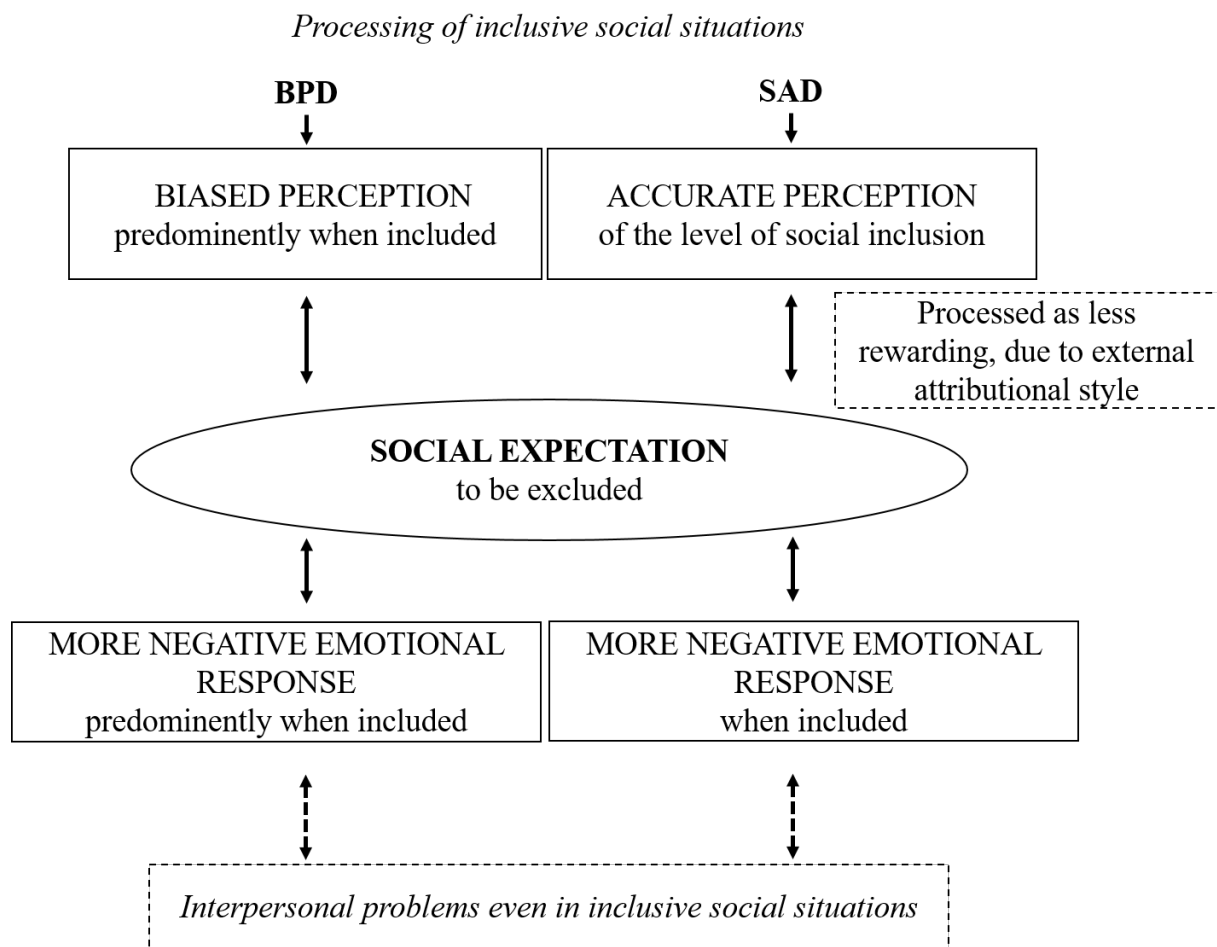 Processing of inclusive social situations
BPD
SAD
BIASED PERCEPTION
predominently when included
ACCURATE PERCEPTION
of the level of social inclusion
Processed as less
rewarding, due to external
attributional style
SOCIAL EXPECTATION
to be excluded
MORE NEGATIVE EMOTIONAL
RESPONSE
predominently when included
MORE NEGATIVE EMOTIONAL
RESPONSE
when included
Interpersonal problems even in inclusive social situations